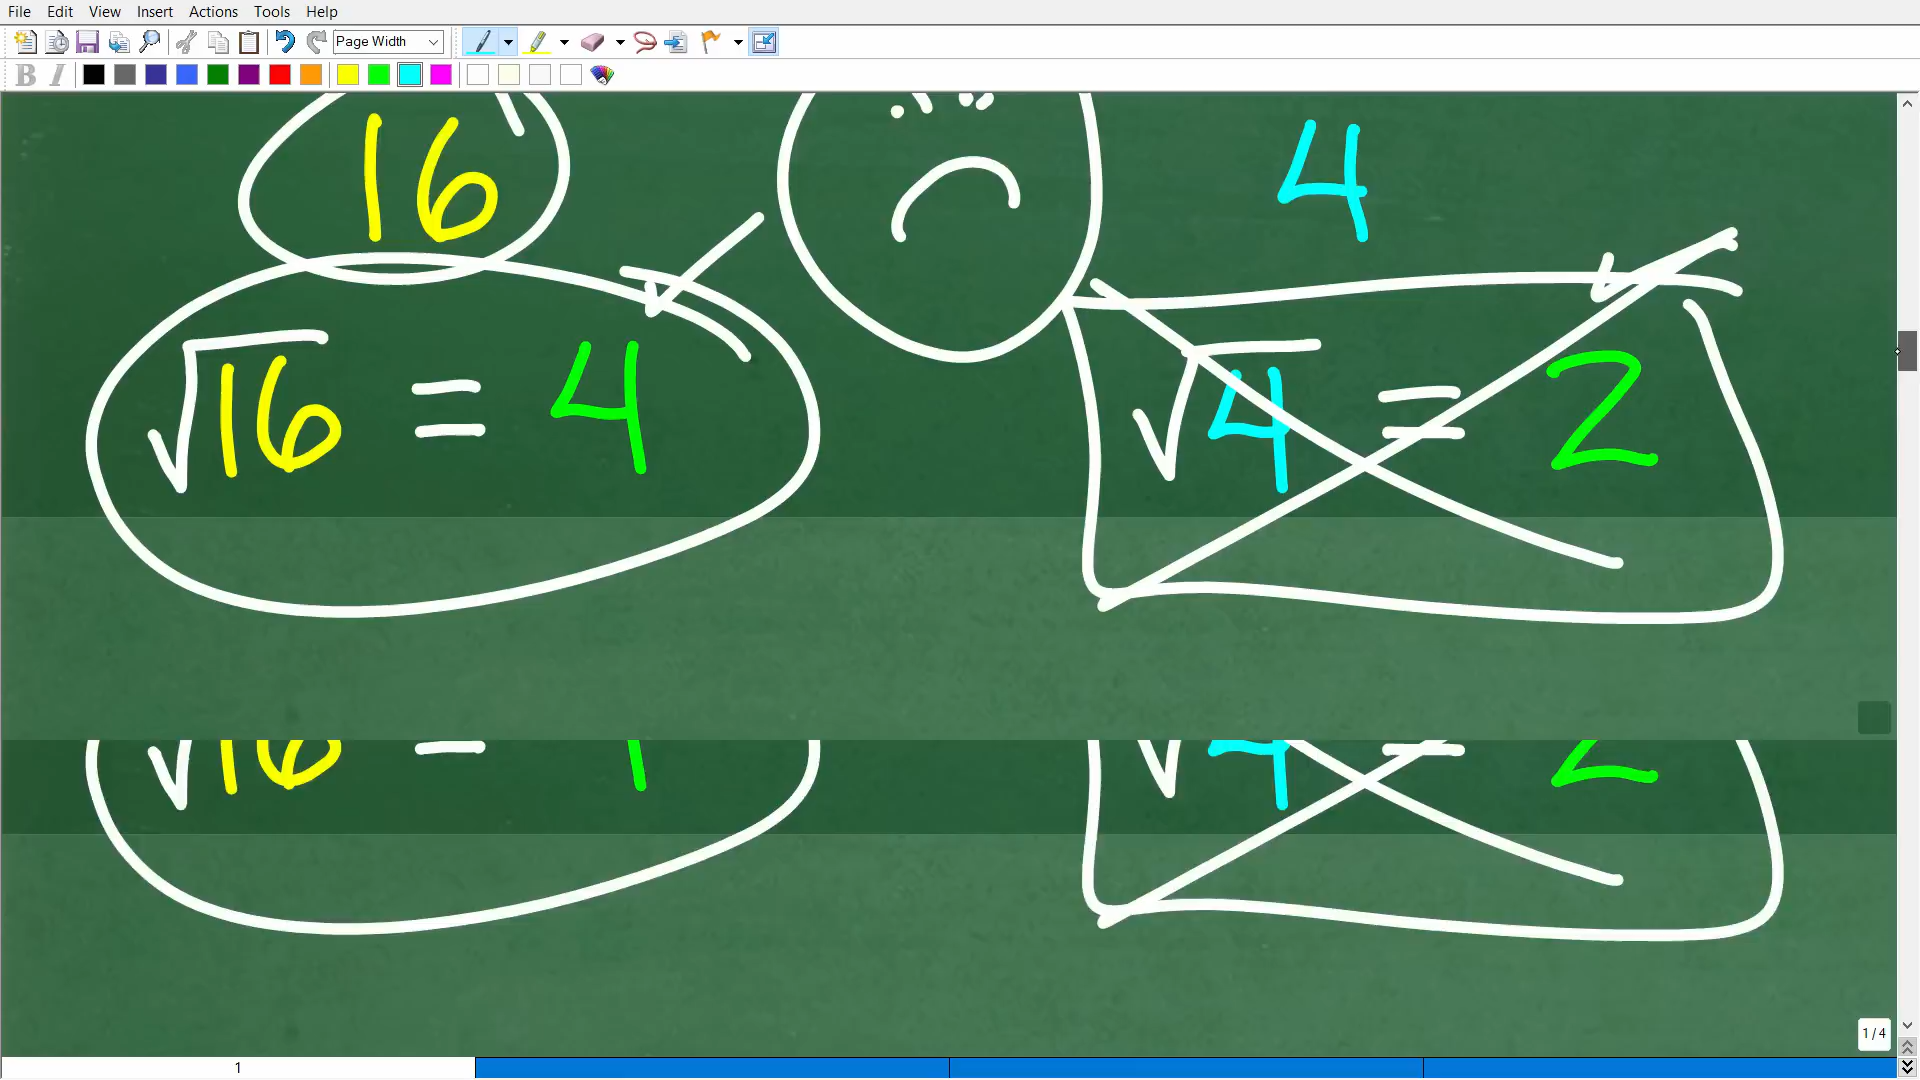 File Edit View Insert Actions Tools Help
Page Width
B I
16
4
√16 = 4
√4 = 2
1 / 4
1